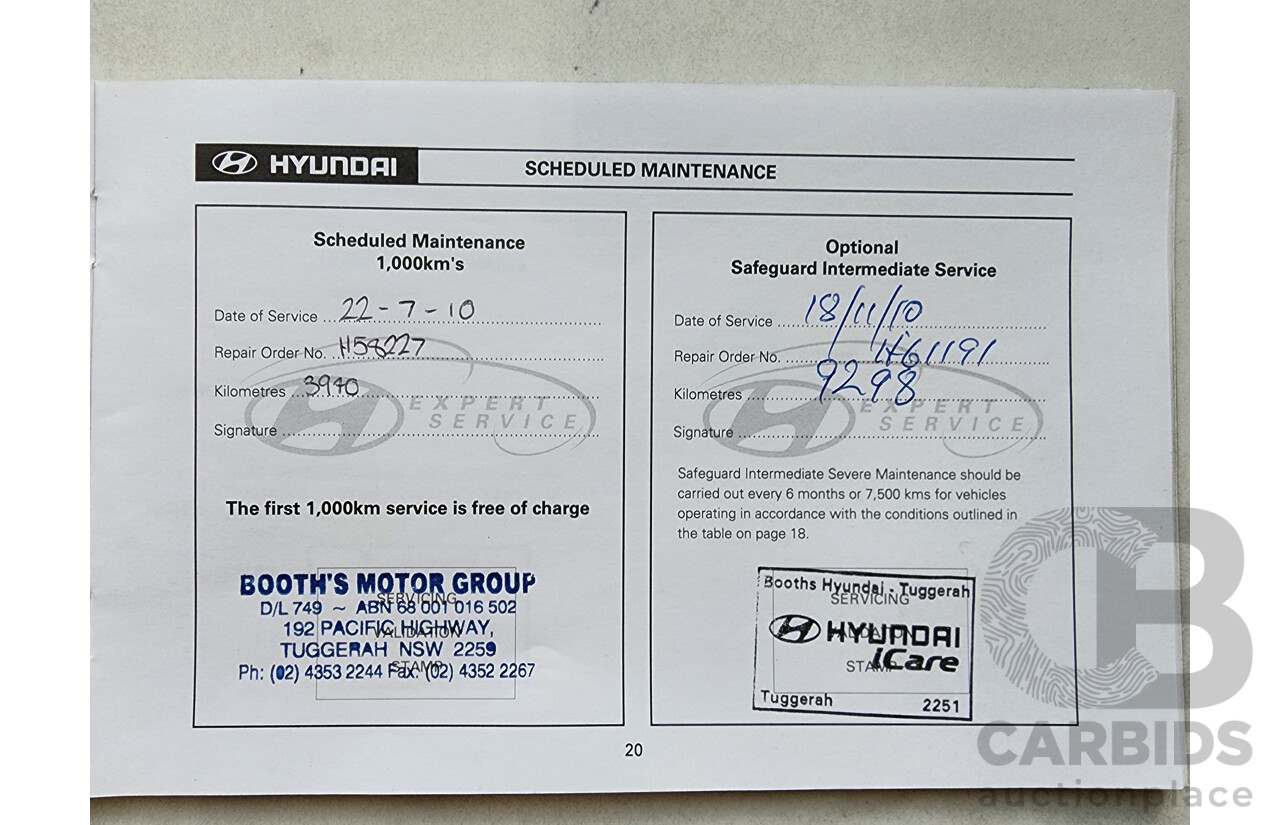 HYUNDAI
SCHEDULED MAINTENANCE
Scheduled Maintenance
1,000km's
Date of Service 22-7-10
Repair Order No. H58227
Kilometres 3970
Signature
EXPERT
SERVICE
The first 1,000km service is free of charge
SERVICING
VALIDATION
STAMP
BOOTH'S MOTOR GROUP
D/L 749 ~ ABN 68 001 016 502
192 PACIFIC HIGHWAY,
TUGGERAH NSW 2259
Ph: (02) 4353 2244 Fax: (02) 4352 2267
Optional
Safeguard Intermediate Service
Date of Service 18/11/10
Repair Order No. H61191
Kilometres 9298
Signature
EXPERT
SERVICE
Safeguard Intermediate Severe Maintenance should be
carried out every 6 months or 7,500 kms for vehicles
operating in accordance with the conditions outlined in
the table on page 18.
SERVICING
VALIDATION
STAMP
Booths Hyundai - Tuggerah
HYUNDAI
iCare
Tuggerah 2251
20
CB
CARBIDS
auctionplace